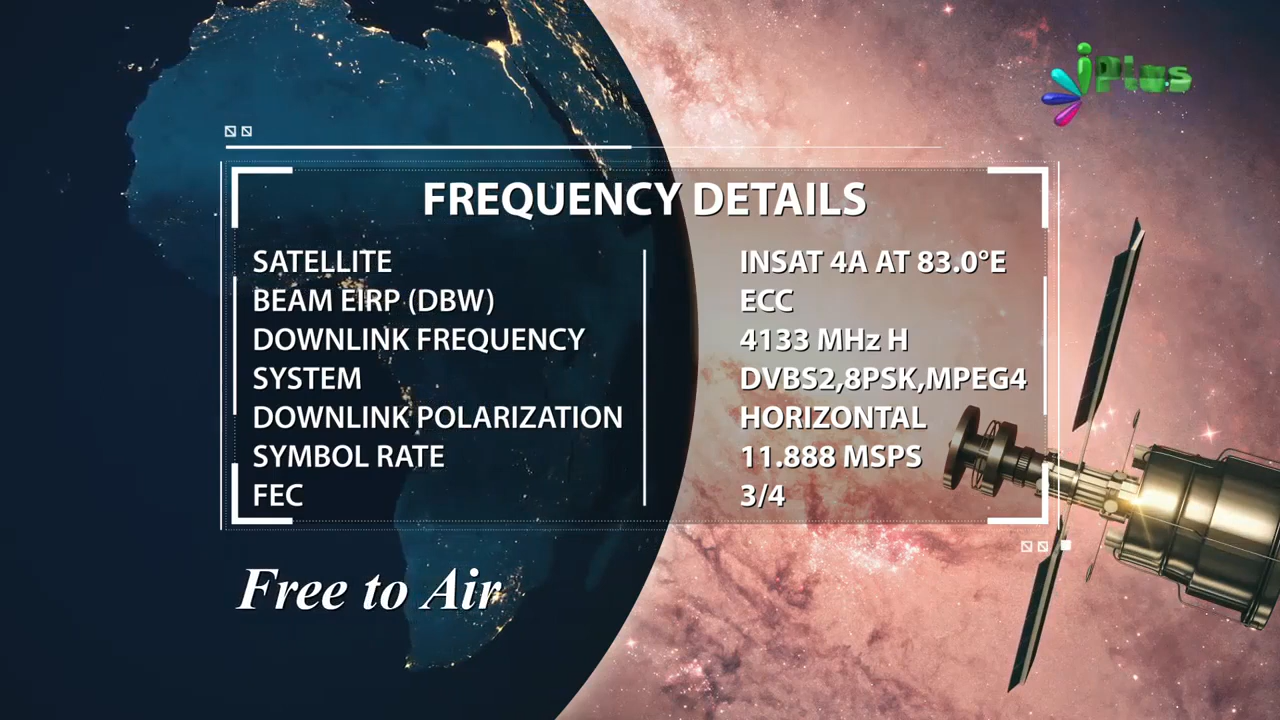 iPlus
FREQUENCY DETAILS
SATELLITE INSAT 4A AT 83.0°E
BEAM EIRP (DBW) ECC
DOWNLINK FREQUENCY 4133 MHz H
SYSTEM DVBS2,8PSK,MPEG4
DOWNLINK POLARIZATION HORIZONTAL
SYMBOL RATE 11.888 MSPS
FEC 3/4
Free to Air